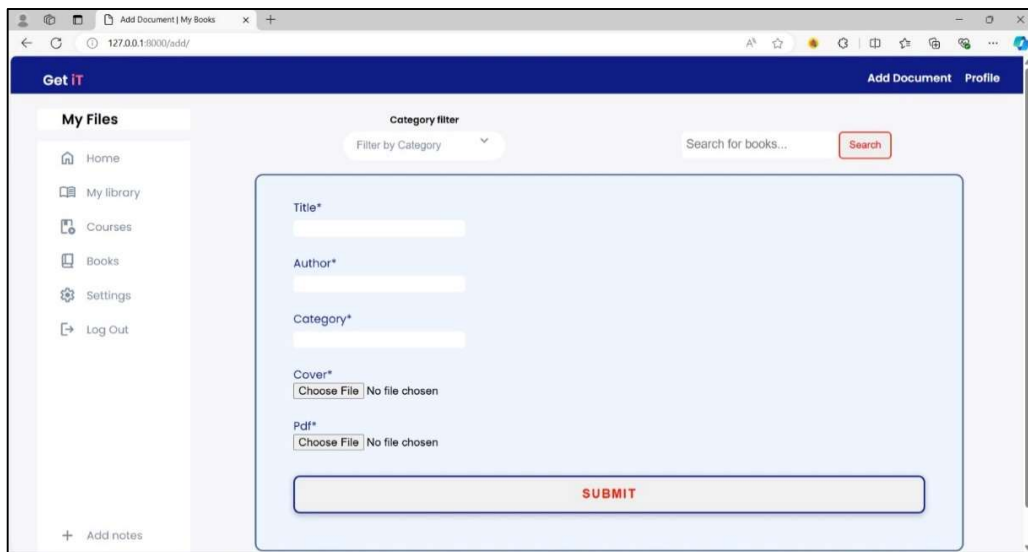 Add Document | My Books
127.0.0.1:8000/add/
Get iT
Add Document Profile
My Files
Home
My library
Courses
Books
Settings
Log Out
Add notes
Category filter
Filter by Category
Search for books...
Search
Title*
Author*
Category*
Cover*
Choose File No file chosen
Pdf*
Choose File No file chosen
SUBMIT